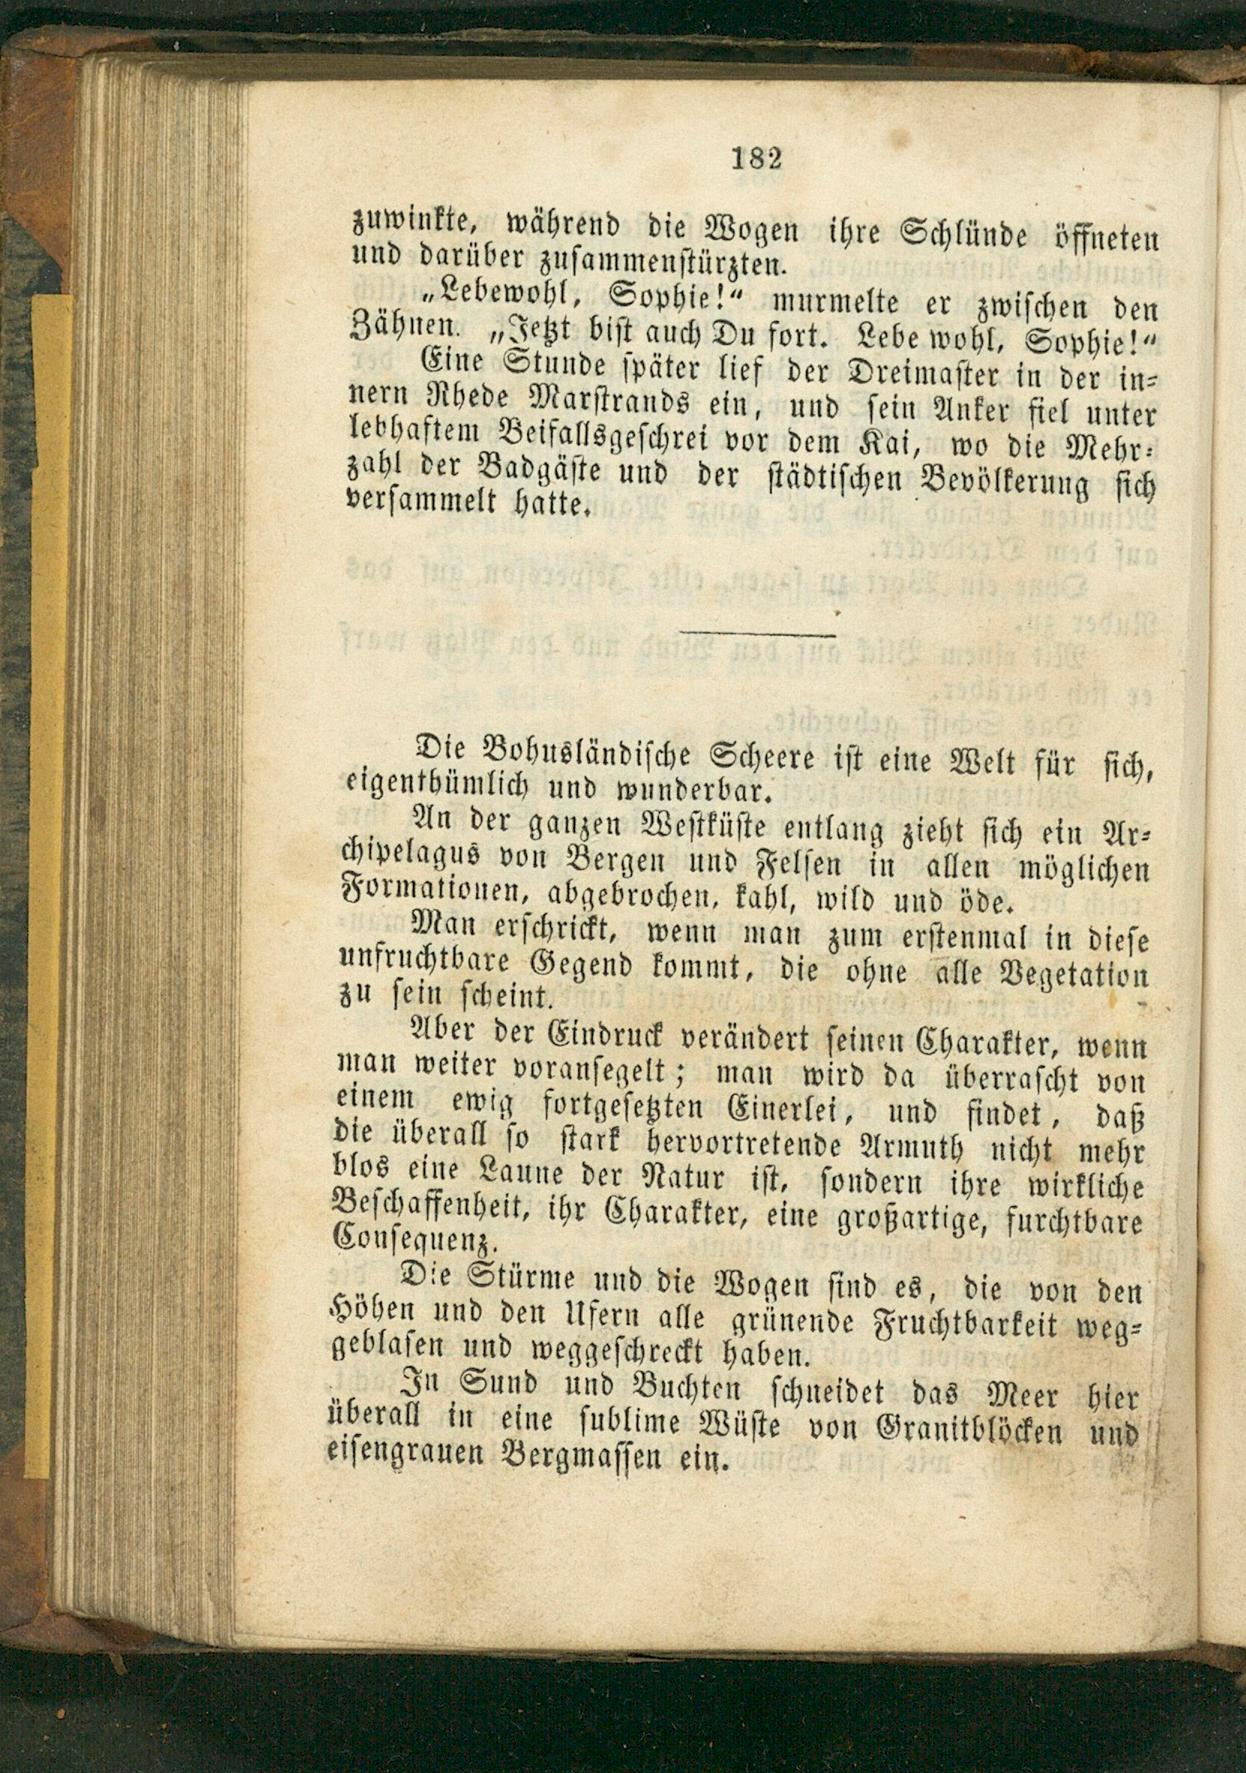 182
zuwinkte, während die Wogen ihre Schlünde öffneten
und darüber zusammenstürzten.
„Lebewohl, Sophie!“ murmelte er zwischen den
Zähnen. „Jetzt bist auch Du fort. Lebe wohl, Sophie!“
Eine Stunde später lief der Dreimaster in der in-
nern Rhede Marstrands ein, und sein Anker fiel unter
lebhaftem Beifallsgeschrei vor dem Kai, wo die Mehr-
zahl der Badgäste und der städtischen Bevölkerung sich
versammelt hatte.
Die Bohusländische Scheere ist eine Welt für sich,
eigenthümlich und wunderbar.
An der ganzen Westküste entlang zieht sich ein Ar-
chipelagus von Bergen und Felsen in allen möglichen
Formationen, abgebrochen, kahl, wild und öde.
Man erschrickt, wenn man zum erstenmal in diese
unfruchtbare Gegend kommt, die ohne alle Vegetation
zu sein scheint.
Aber der Eindruck verändert seinen Charakter, wenn
man weiter voransegelt; man wird da überrascht von
einem ewig fortgesetzten Einerlei, und findet, daß
die überall so stark hervortretende Armuth nicht mehr
blos eine Laune der Natur ist, sondern ihre wirkliche
Beschaffenheit, ihr Charakter, eine großartige, furchtbare
Consequenz.
Die Stürme und die Wogen sind es, die von den
Höhen und den Ufern alle grünende Fruchtbarkeit weg-
geblasen und weggeschreckt haben.
In Sund und Buchten schneidet das Meer hier
überall in eine sublime Wüste von Granitblöcken und
eisengrauen Bergmassen ein.